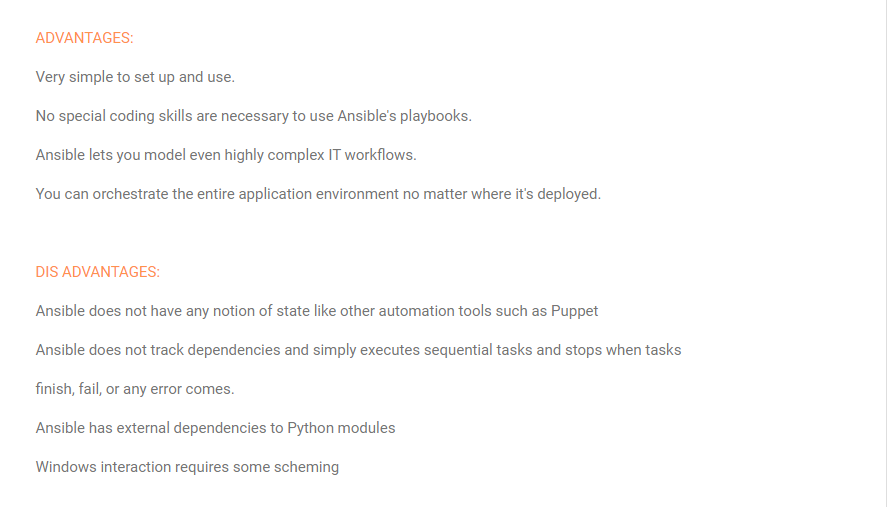 ADVANTAGES:
Very simple to set up and use.
No special coding skills are necessary to use Ansible's playbooks.
Ansible lets you model even highly complex IT workflows.
You can orchestrate the entire application environment no matter where it's deployed.
DIS ADVANTAGES:
Ansible does not have any notion of state like other automation tools such as Puppet
Ansible does not track dependencies and simply executes sequential tasks and stops when tasks
finish, fail, or any error comes.
Ansible has external dependencies to Python modules
Windows interaction requires some scheming